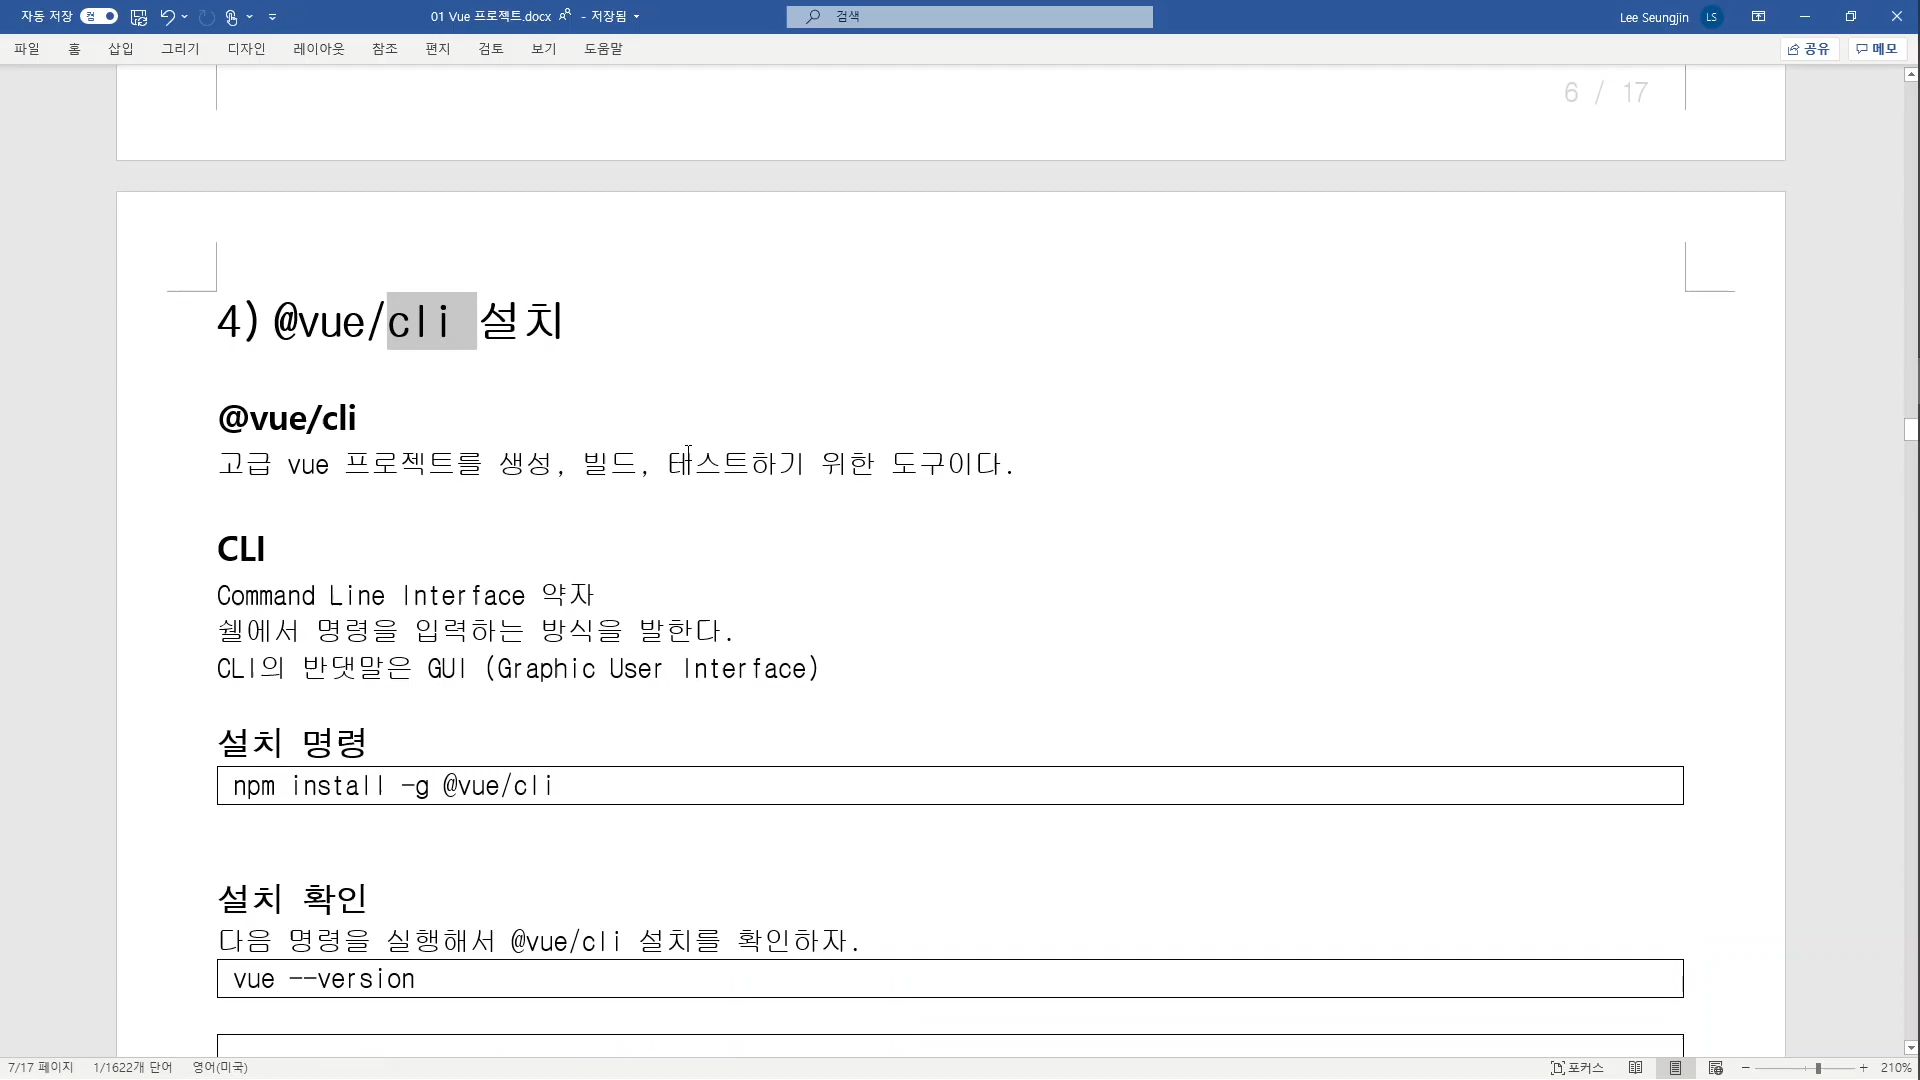 자동 저장 켬 01 Vue 프로젝트.docx - 저장됨 검색 Lee Seungjin LS
파일 홈 삽입 그리기 디자인 레이아웃 참조 편지 검토 보기 도움말 공유 메모
6 / 17
4) @vue/cli 설치
@vue/cli
고급 vue 프로젝트를 생성, 빌드, 태스트하기 위한 도구이다.
CLI
Command Line Interface 약자
쉘에서 명령을 입력하는 방식을 발한다.
CLI의 반댓말은 GUI (Graphic User Interface)
설치 명령
npm install -g @vue/cli
설치 확인
다음 명령을 실행해서 @vue/cli 설치를 확인하자.
vue --version
7/17 페이지 1/1622개 단어 영어(미국) 포커스 210%